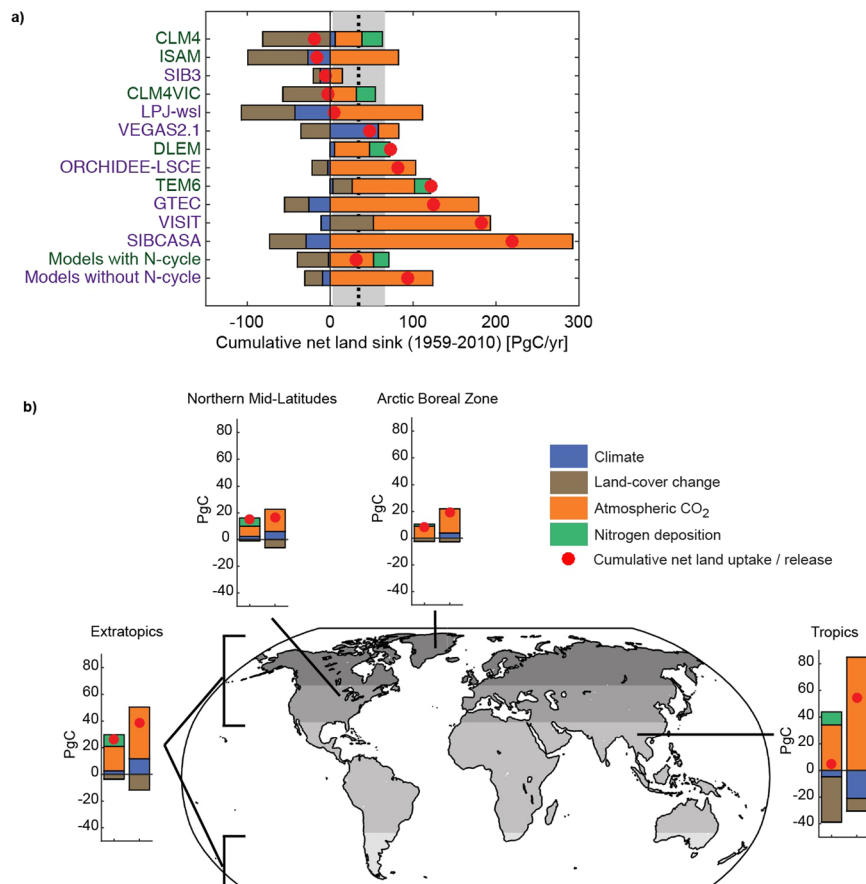 a)
CLM4
ISAM
SIB3
CLM4VIC
LPJ-wsl
VEGAS2.1
DLEM
ORCHIDEE-LSCE
TEM6
GTEC
VISIT
SIBCASA
Models with N-cycle
Models without N-cycle
-100 0 100 200 300
Cumulative net land sink (1959-2010) [PgC/yr]
b)
Northern Mid-Latitudes
80
40
20
0
-20
-40
60
PgC
Arctic Boreal Zone
80
60
40
20
0
-20
-40
PgC
Climate
Land-cover change
Atmospheric CO2
Nitrogen deposition
Cumulative net land uptake / release
Extratopics
80
60
40
20
0
-20
-40
PgC
Tropics
80
60
40
20
0
-20
-40
PgC